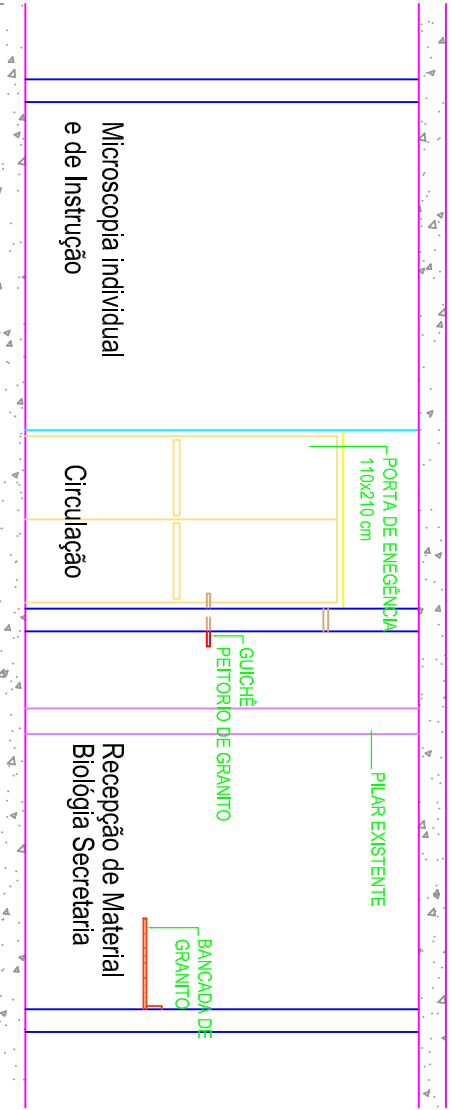 Microscopia individual
e de Instrução
PORTA DE ENEGÊNCIA
110x210 cm
Circulação
GUICHÊ
PEITORIO DE GRANITO
PILAR EXISTENTE
Recepção de Material
Biológia Secretaria
BANCADA DE
GRANITO